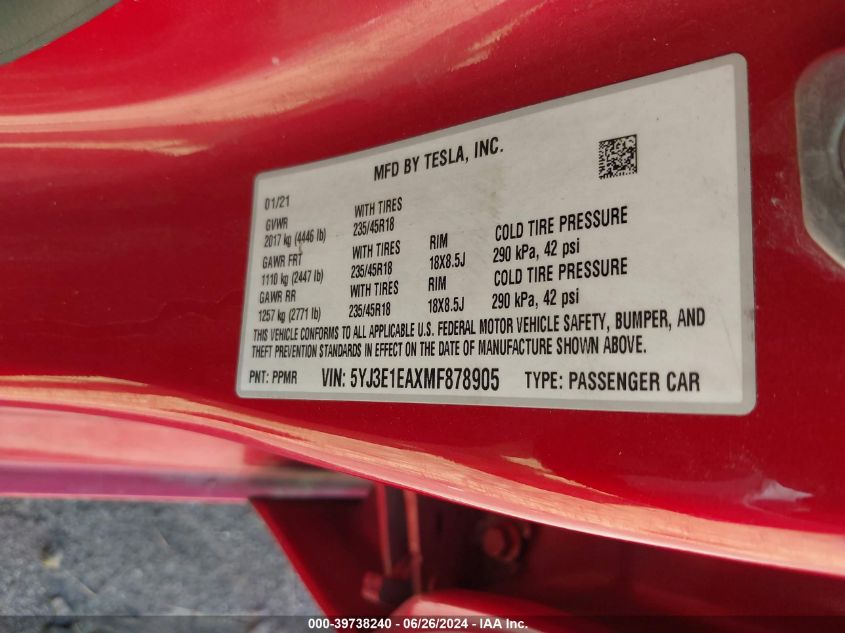 MFD BY TESLA, INC.
01/21
GVWR
2017 kg (4446 lb)
WITH TIRES
235/45R18
GAWR FRT
1110 kg (2447 lb)
WITH TIRES
235/45R18
RIM
18X8.5J
COLD TIRE PRESSURE
290 kPa, 42 psi
GAWR RR
1257 kg (2771 lb)
WITH TIRES
235/45R18
RIM
18X8.5J
COLD TIRE PRESSURE
290 kPa, 42 psi
THIS VEHICLE CONFORMS TO ALL APPLICABLE U.S. FEDERAL MOTOR VEHICLE SAFETY, BUMPER, AND
THEFT PREVENTION STANDARDS IN EFFECT ON THE DATE OF MANUFACTURE SHOWN ABOVE.
PNT: PPMR VIN: 5YJ3E1EAXMF878905 TYPE: PASSENGER CAR
000-39738240 - 06/26/2024 - IAA Inc.